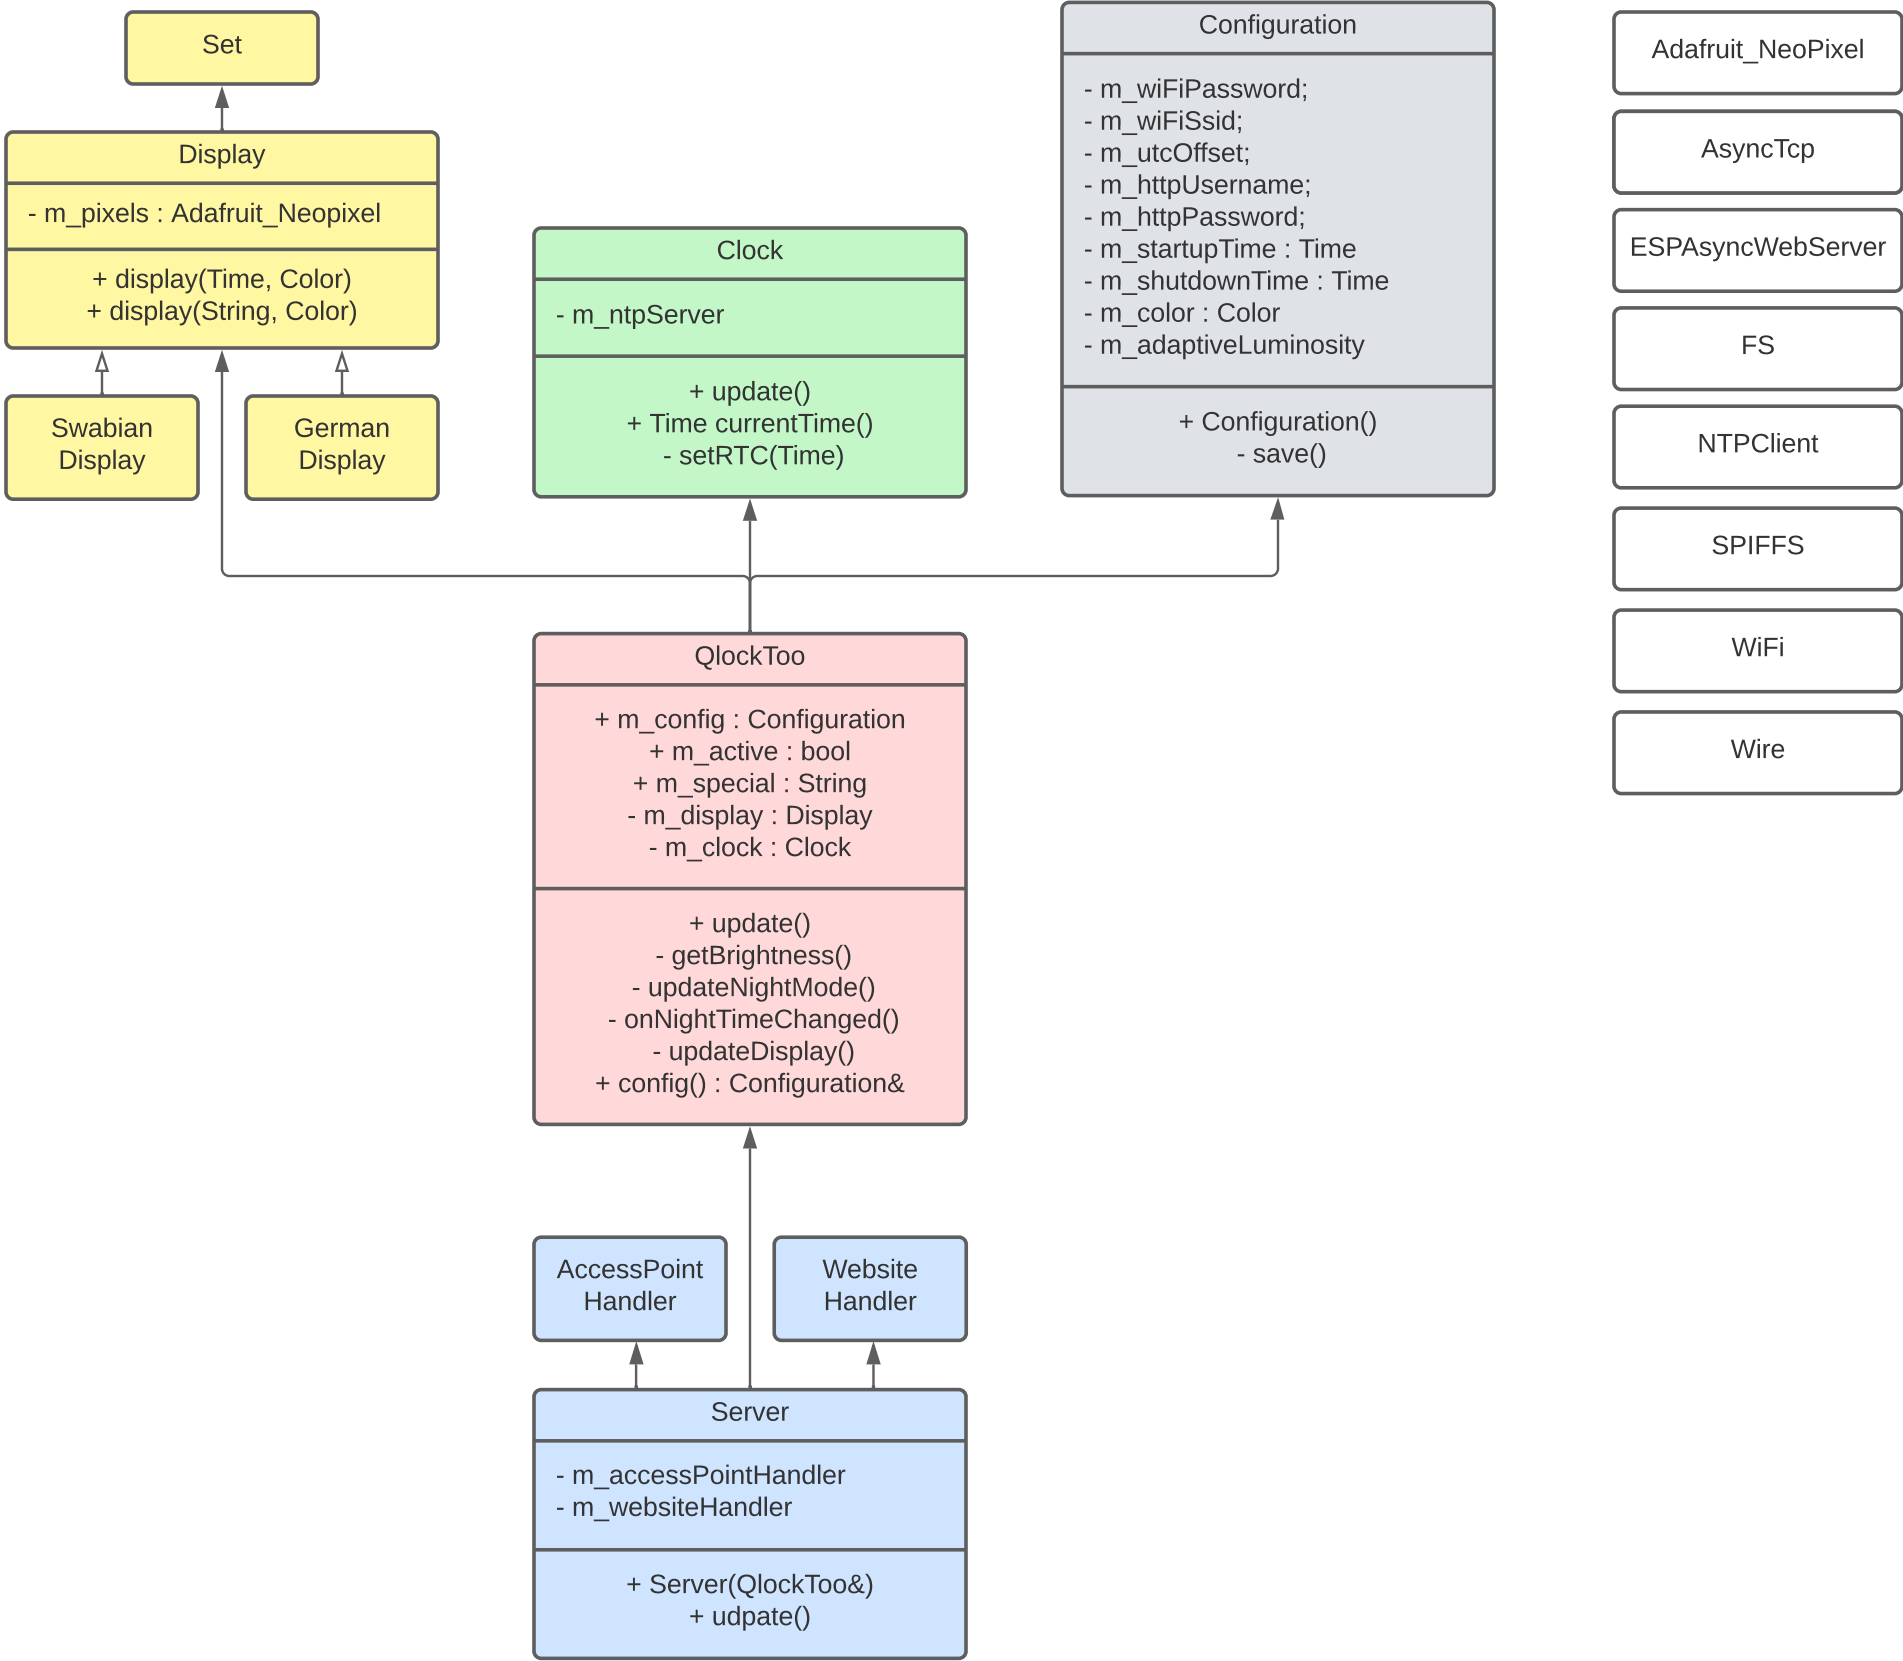 Set
Display
- m_pixels : Adafruit_Neopixel
+ display(Time, Color)
+ display(String, Color)
Swabian
Display
German
Display
Clock
- m_ntpServer
+ update()
+ Time currentTime()
- setRTC(Time)
Configuration
- m_wiFiPassword;
- m_wiFiSsid;
- m_utcOffset;
- m_httpUsername;
- m_httpPassword;
- m_startupTime : Time
- m_shutdownTime : Time
- m_color : Color
- m_adaptiveLuminosity
+ Configuration()
- save()
QlockToo
+ m_config : Configuration
+ m_active : bool
+ m_special : String
- m_display : Display
- m_clock : Clock
+ update()
- getBrightness()
- updateNightMode()
- onNightTimeChanged()
- updateDisplay()
+ config() : Configuration&
AccessPoint
Handler
Website
Handler
Server
- m_accessPointHandler
- m_websiteHandler
+ Server(QlockToo&)
+ udpate()
Adafruit_NeoPixel
AsyncTcp
ESPAsyncWebServer
FS
NTPClient
SPIFFS
WiFi
Wire